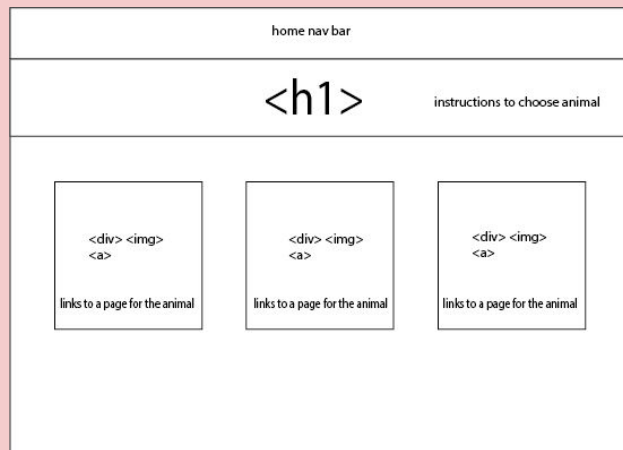 home nav bar
<h1>
instructions to choose animal
<div> <img>
<a>
links to a page for the animal
<div> <img>
<a>
links to a page for the animal
<div> <img>
<a>
links to a page for the animal